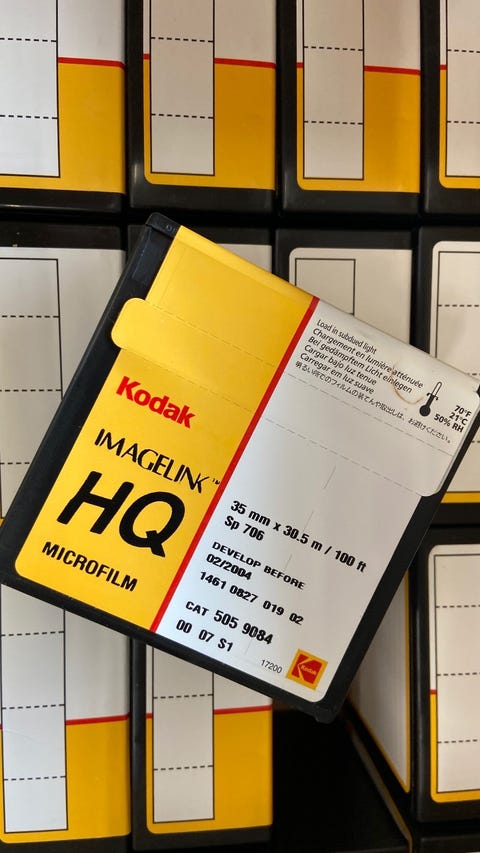 Kodak
IMAGELINK™
HQ
MICROFILM
Load in subdued light
Chargement en lumière atténuée
Bei gedämpftem Licht einlegen
Cargar bajo luz tenue
Carregar em luz suave
明るい所でのフィルムの装てんや取出しは、お避けください。
70°F
21°C
50% RH
35 mm x 30.5 m / 100 ft
Sp 706
DEVELOP BEFORE
02/2004
1461 0827 019 02
CAT 505 9084
00 07 S1
17200
Kodak